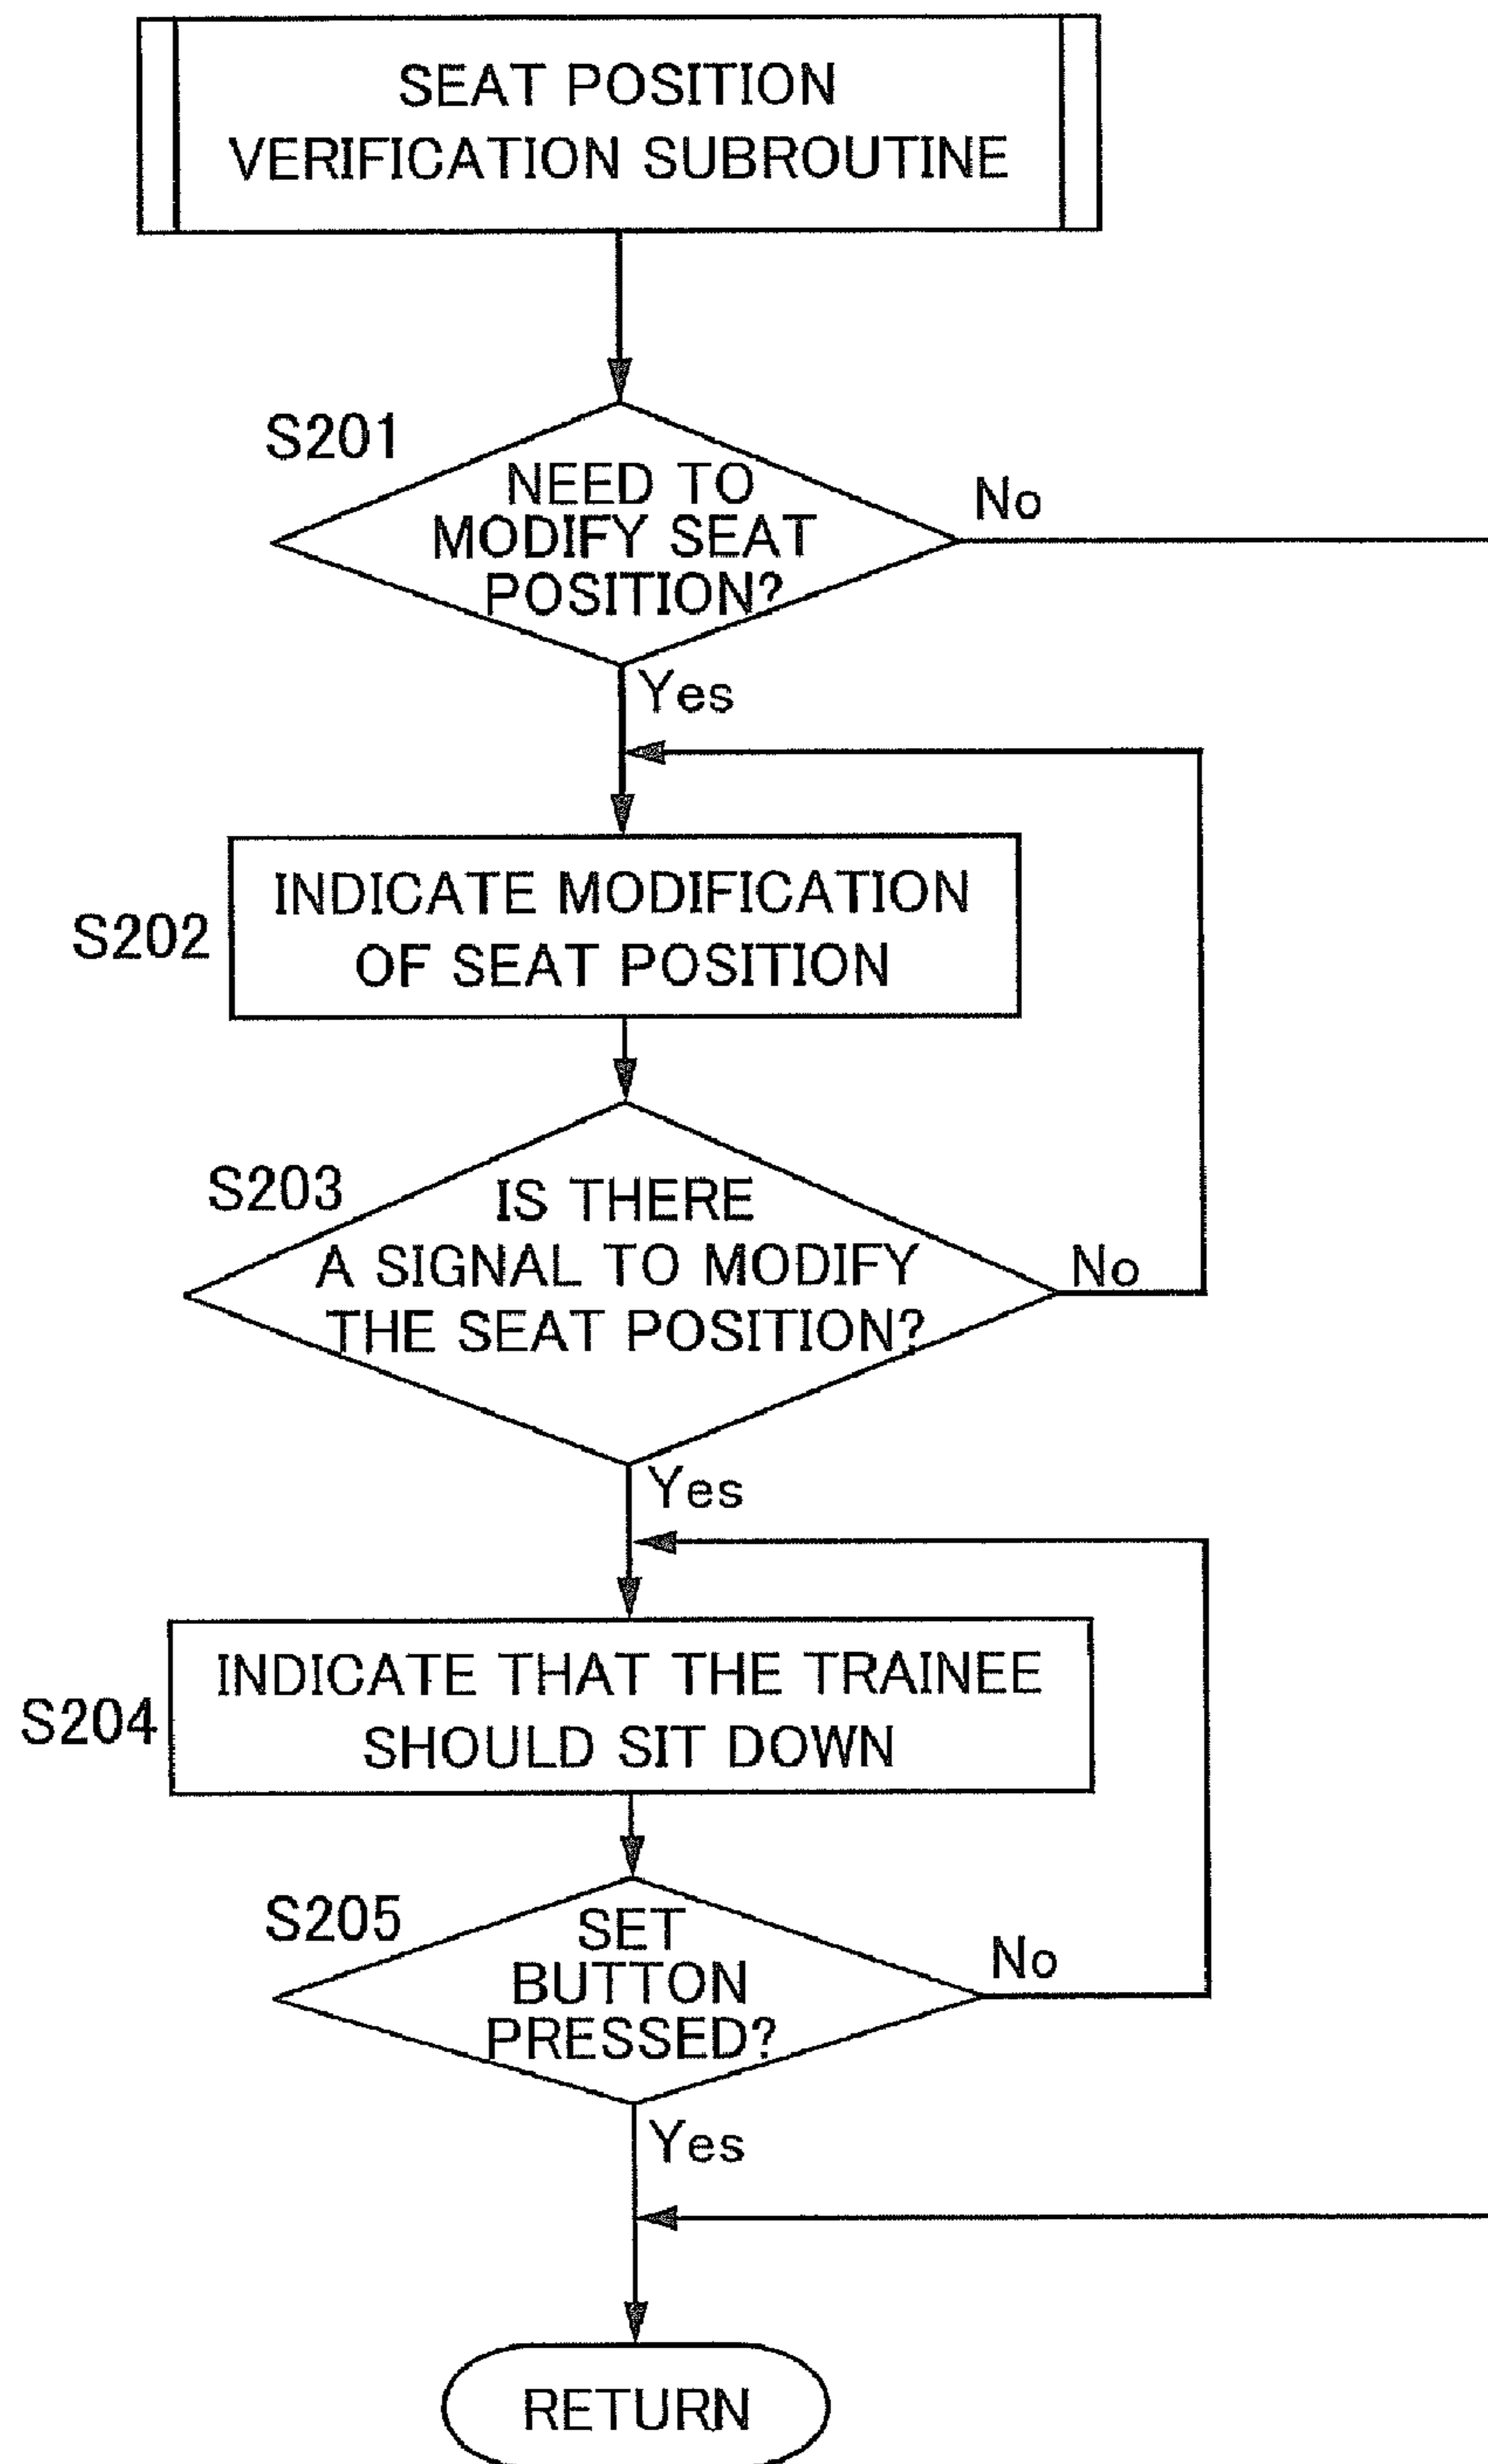 SEAT POSITION
VERIFICATION SUBROUTINE
S201
NEED TO
MODIFY SEAT
POSITION?
No
Yes
S202
INDICATE MODIFICATION
OF SEAT POSITION
S203
IS THERE
A SIGNAL TO MODIFY
THE SEAT POSITION?
No
Yes
S204
INDICATE THAT THE TRAINEE
SHOULD SIT DOWN
S205
SET
BUTTON
PRESSED?
No
Yes
RETURN